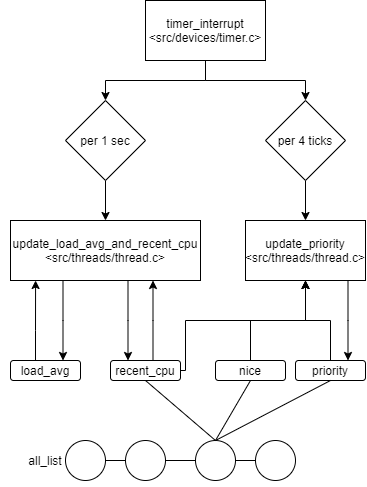 timer_interrupt
<src/devices/timer.c>
per 1 sec
per 4 ticks
update_load_avg_and_recent_cpu
<src/threads/thread.c>
update_priority
<src/threads/thread.c>
load_avg
recent_cpu
nice
priority
all_list